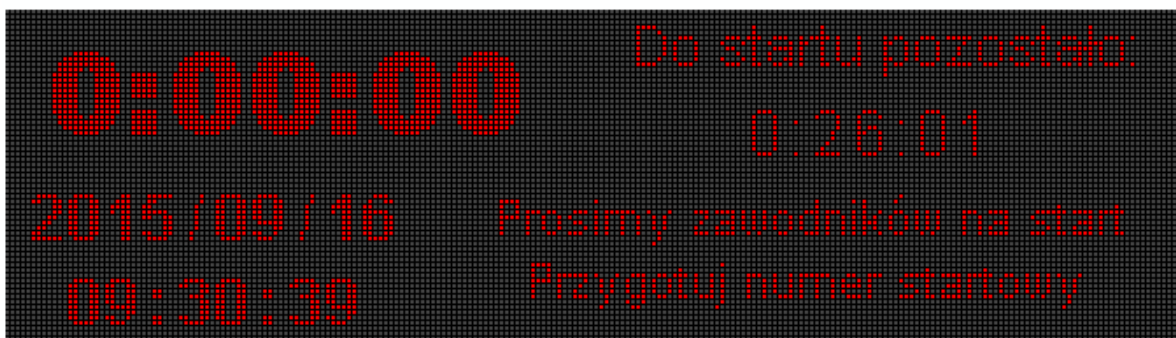 0:00:00
2015/09/16
09:30:39
Do startu pozostało:
0:26:01
Prosimy zawodników na start
Przygotuj numer startowy